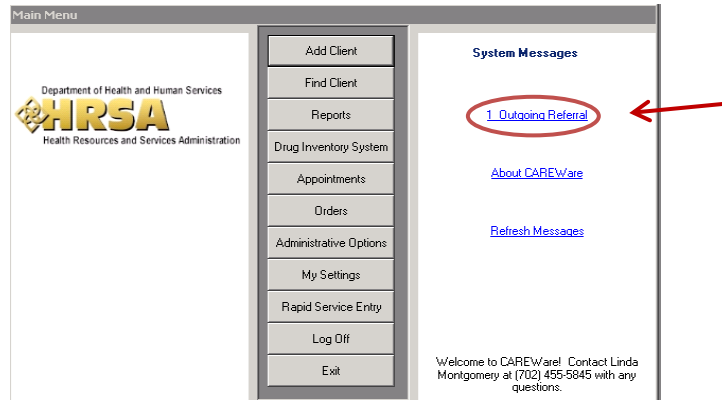 Main Menu
Department of Health and Human Services
HRSA
Health Resources and Services Administration
Add Client
Find Client
Reports
Drug Inventory System
Appointments
Orders
Administrative Options
My Settings
Rapid Service Entry
Log Off
Exit
System Messages
1 Outgoing Referral
About CAREWare
Refresh Messages
Welcome to CAREWare! Contact Linda
Montgomery at (702) 455-5845 with any
questions.